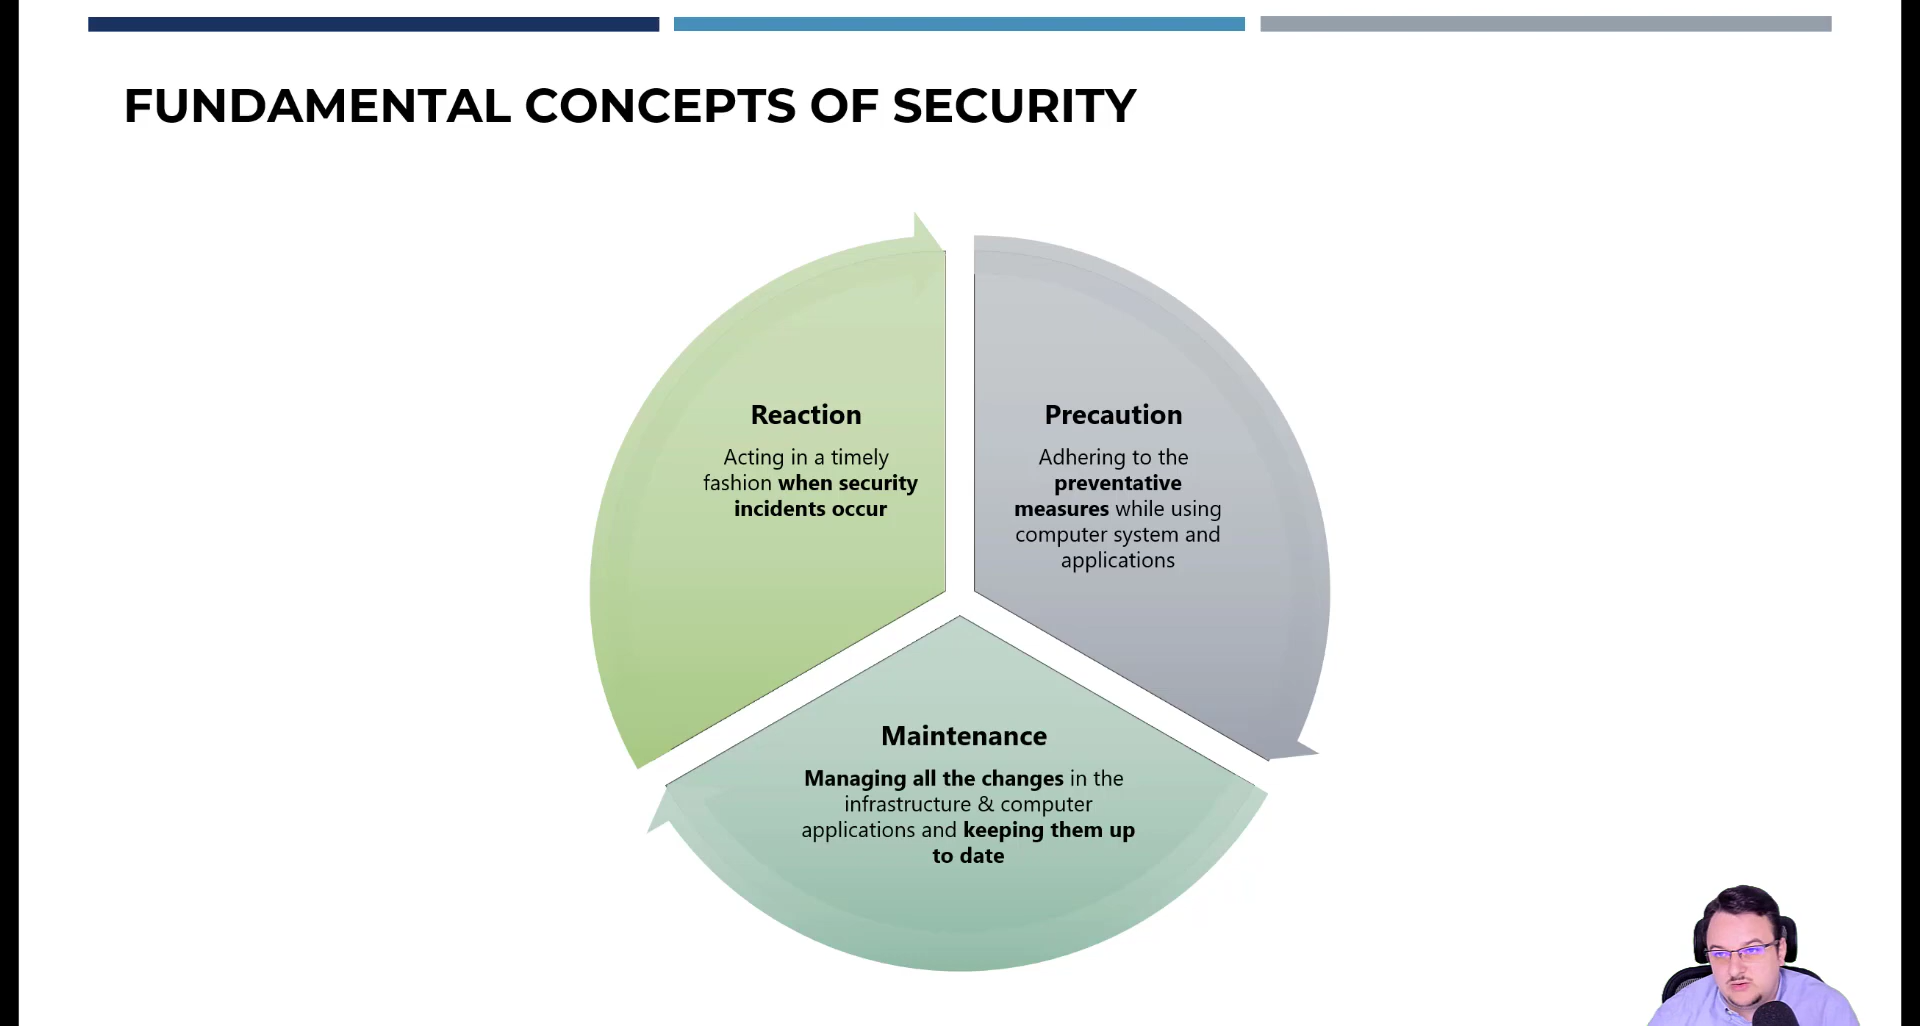 FUNDAMENTAL CONCEPTS OF SECURITY
Reaction
Acting in a timely
fashion when security
incidents occur
Precaution
Adhering to the
preventative
measures while using
computer system and
applications
Maintenance
Managing all the changes in the
infrastructure & computer
applications and keeping them up
to date